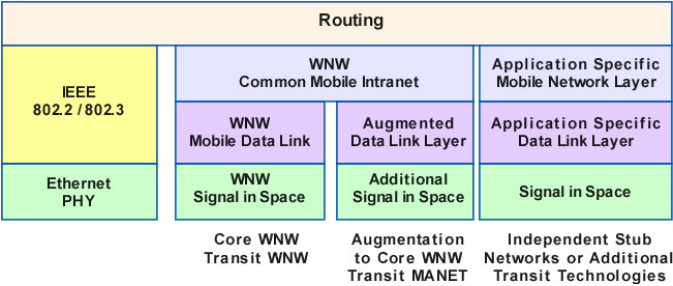 Routing
IEEE
802.2 / 802.3
WNW
Common Mobile Intranet
Application Specific
Mobile Network Layer
WNW
Mobile Data Link
Augmented
Data Link Layer
Application Specific
Data Link Layer
Ethernet
PHY
WNW
Signal in Space
Additional
Signal in Space
Signal in Space
Core WNW
Transit WNW
Augmentation
to Core WNW
Transit MANET
Independent Stub
Networks or Additional
Transit Technologies